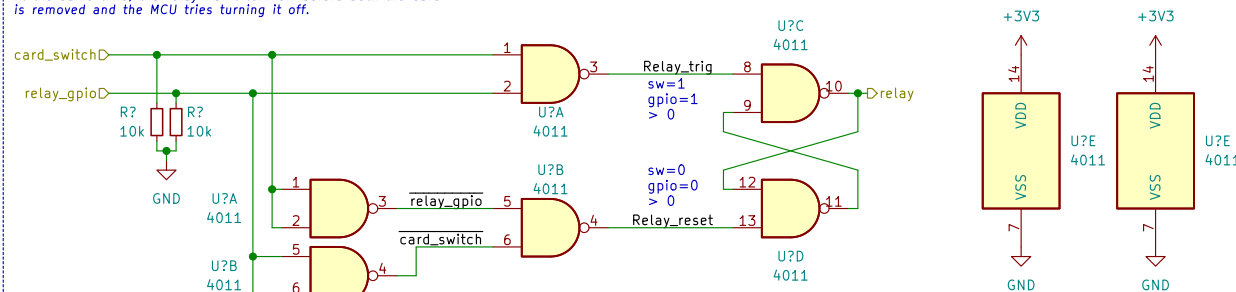 is removed and the MCU tries turning it off.
card_switch
relay_gpio
R?
10k
R?
10k
GND
1
2
3
U?A
4011
Relay_trig
sw=1
gpio=1
> 0
U?C
4011
8
9
10
relay
U?A
4011
1
2
3
relay_gpio
U?B
4011
5
6
4
card_switch
Relay_reset
sw=0
gpio=0
> 0
12
13
11
U?D
4011
U?B
4011
5
6
4
+3V3
14
VDD
VSS
U?E
4011
7
GND
+3V3
14
VDD
VSS
U?E
4011
7
GND